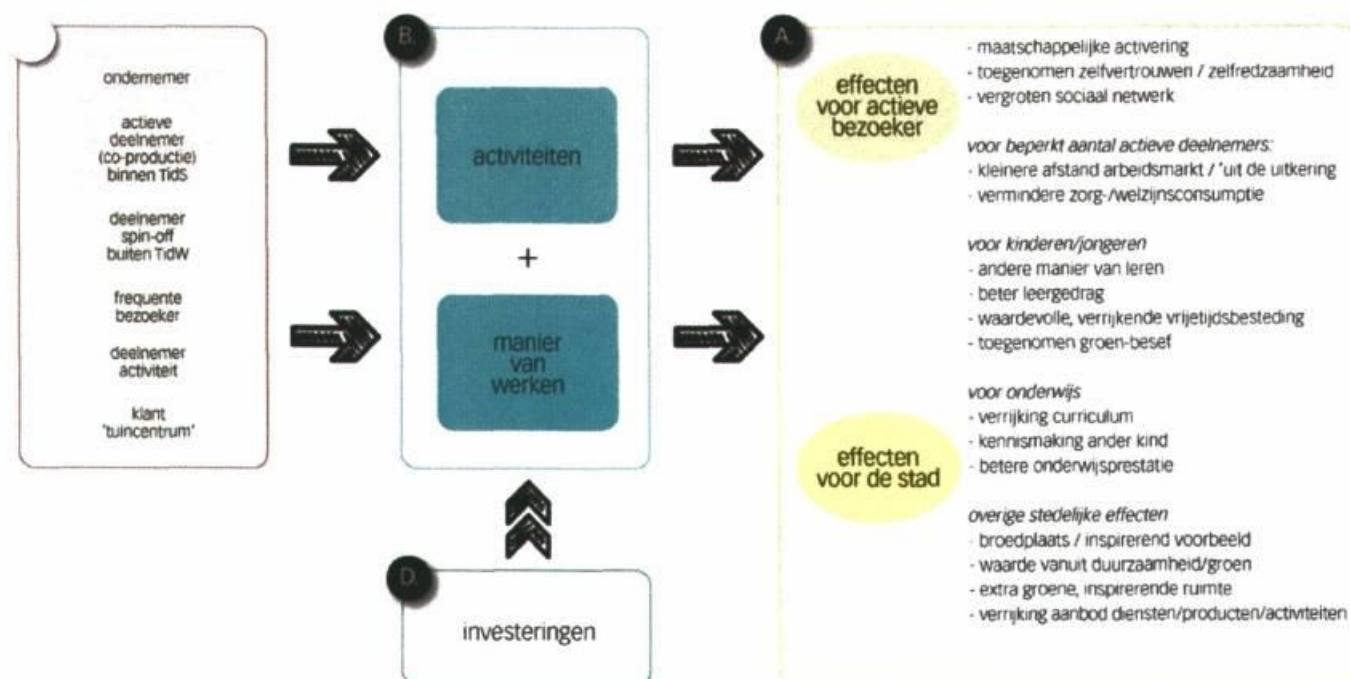 ondernemer
actieve
deelnemer
(co-productie)
binnen TidS
deelnemer
spin-off
buiten TidW
frequente
bezoeker
deelnemer
activiteit
klant
'tuincentrum'
B.
activiteiten
+
manier
van
werken
D.
investeringen
A.
effecten
voor actieve
bezoeker
- maatschappelijke activering
- toegenomen zelfvertrouwen / zelfredzaamheid
- vergroten sociaal netwerk
voor beperkt aantal actieve deelnemers:
- kleinere afstand arbeidsmarkt / 'uit de uitkering
- vermindere zorg-/welzijnsconsumptie
voor kinderen/jongeren
- andere manier van leren
- beter leergedrag
- waardevolle, verrijkende vrijetijdsbesteding
- toegenomen groen-besef
effecten
voor de stad
voor onderwijs
- verrijking curriculum
- kennismaking ander kind
- betere onderwijsprestatie
overige stedelijke effecten
- broedplaats / inspirerend voorbeeld
- waarde vanuit duurzaamheid/groen
- extra groene, inspirerende ruimte
- verrijking aanbod diensten/producten/activiteiten